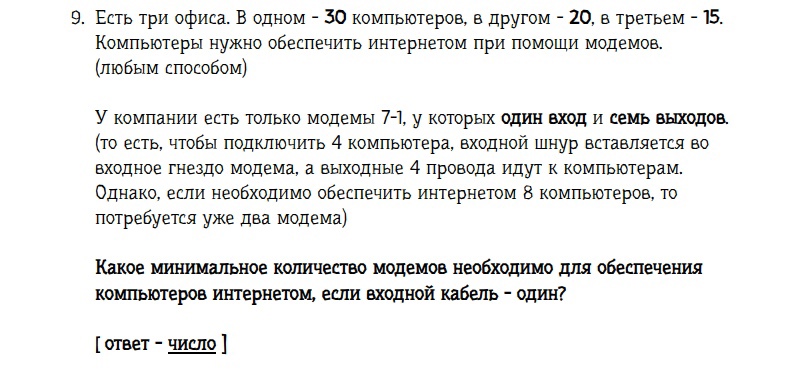 9. Есть три офиса. В одном - 30 компьютеров, в другом - 20, в третьем - 15.
Компьютеры нужно обеспечить интернетом при помощи модемов.
(любым способом)
У компании есть только модемы 7-1, у которых один вход и семь выходов.
(то есть, чтобы подключить 4 компьютера, входной шнур вставляется во
входное гнездо модема, а выходные 4 провода идут к компьютерам.
Однако, если необходимо обеспечить интернетом 8 компьютеров, то
потребуется уже два модема)
Какое минимальное количество модемов необходимо для обеспечения
компьютеров интернетом, если входной кабель - один?
[ ответ - число ]